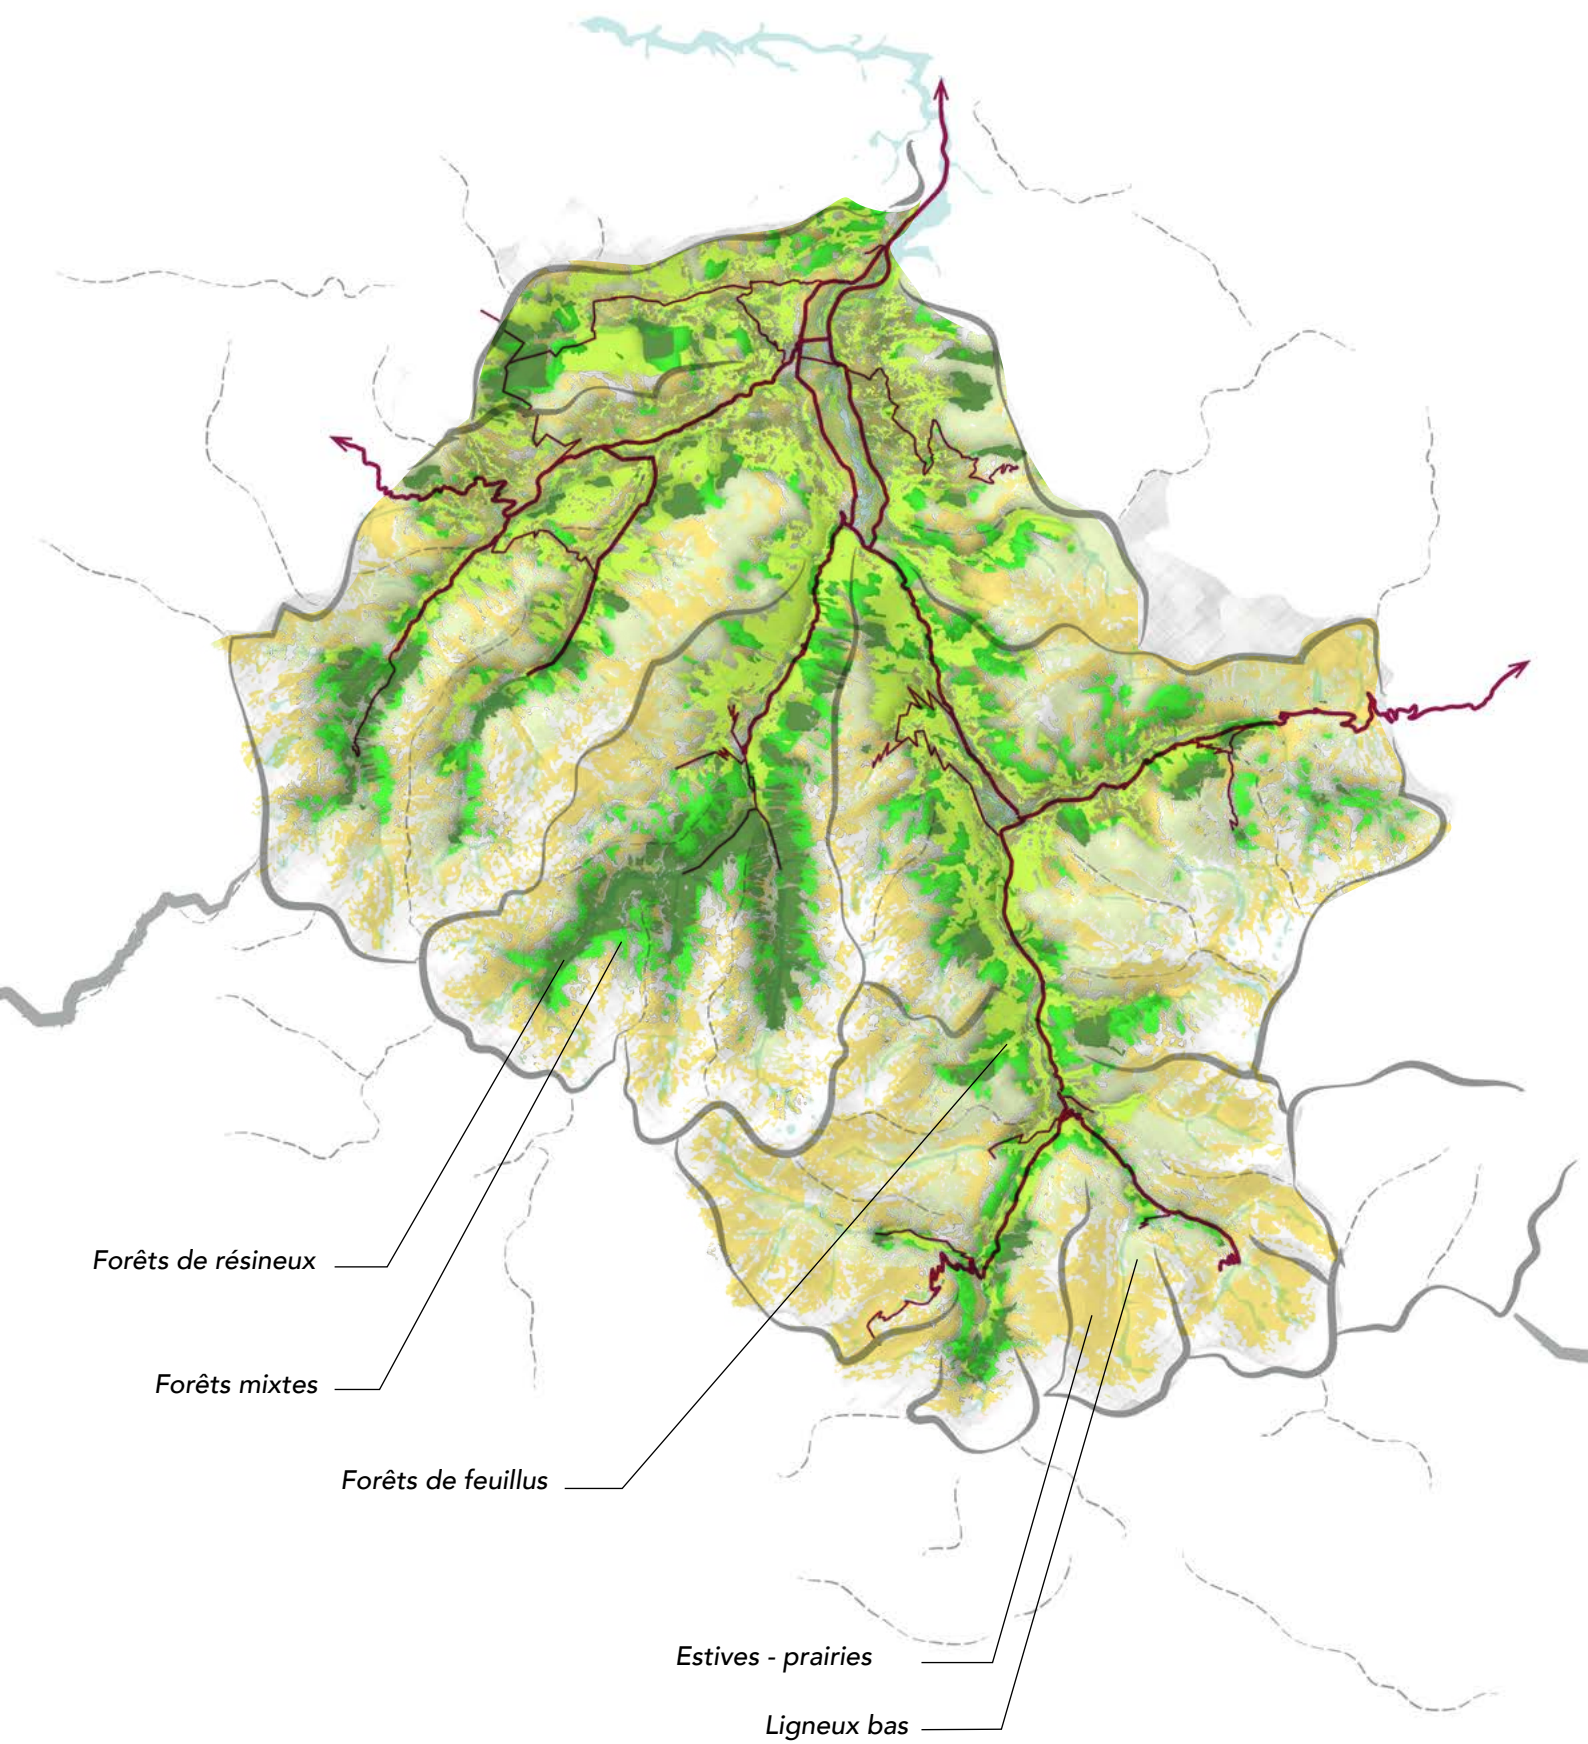 Forêts de résineux
Forêts mixtes
Forêts de feuillus
Estives - prairies
Ligneux bas